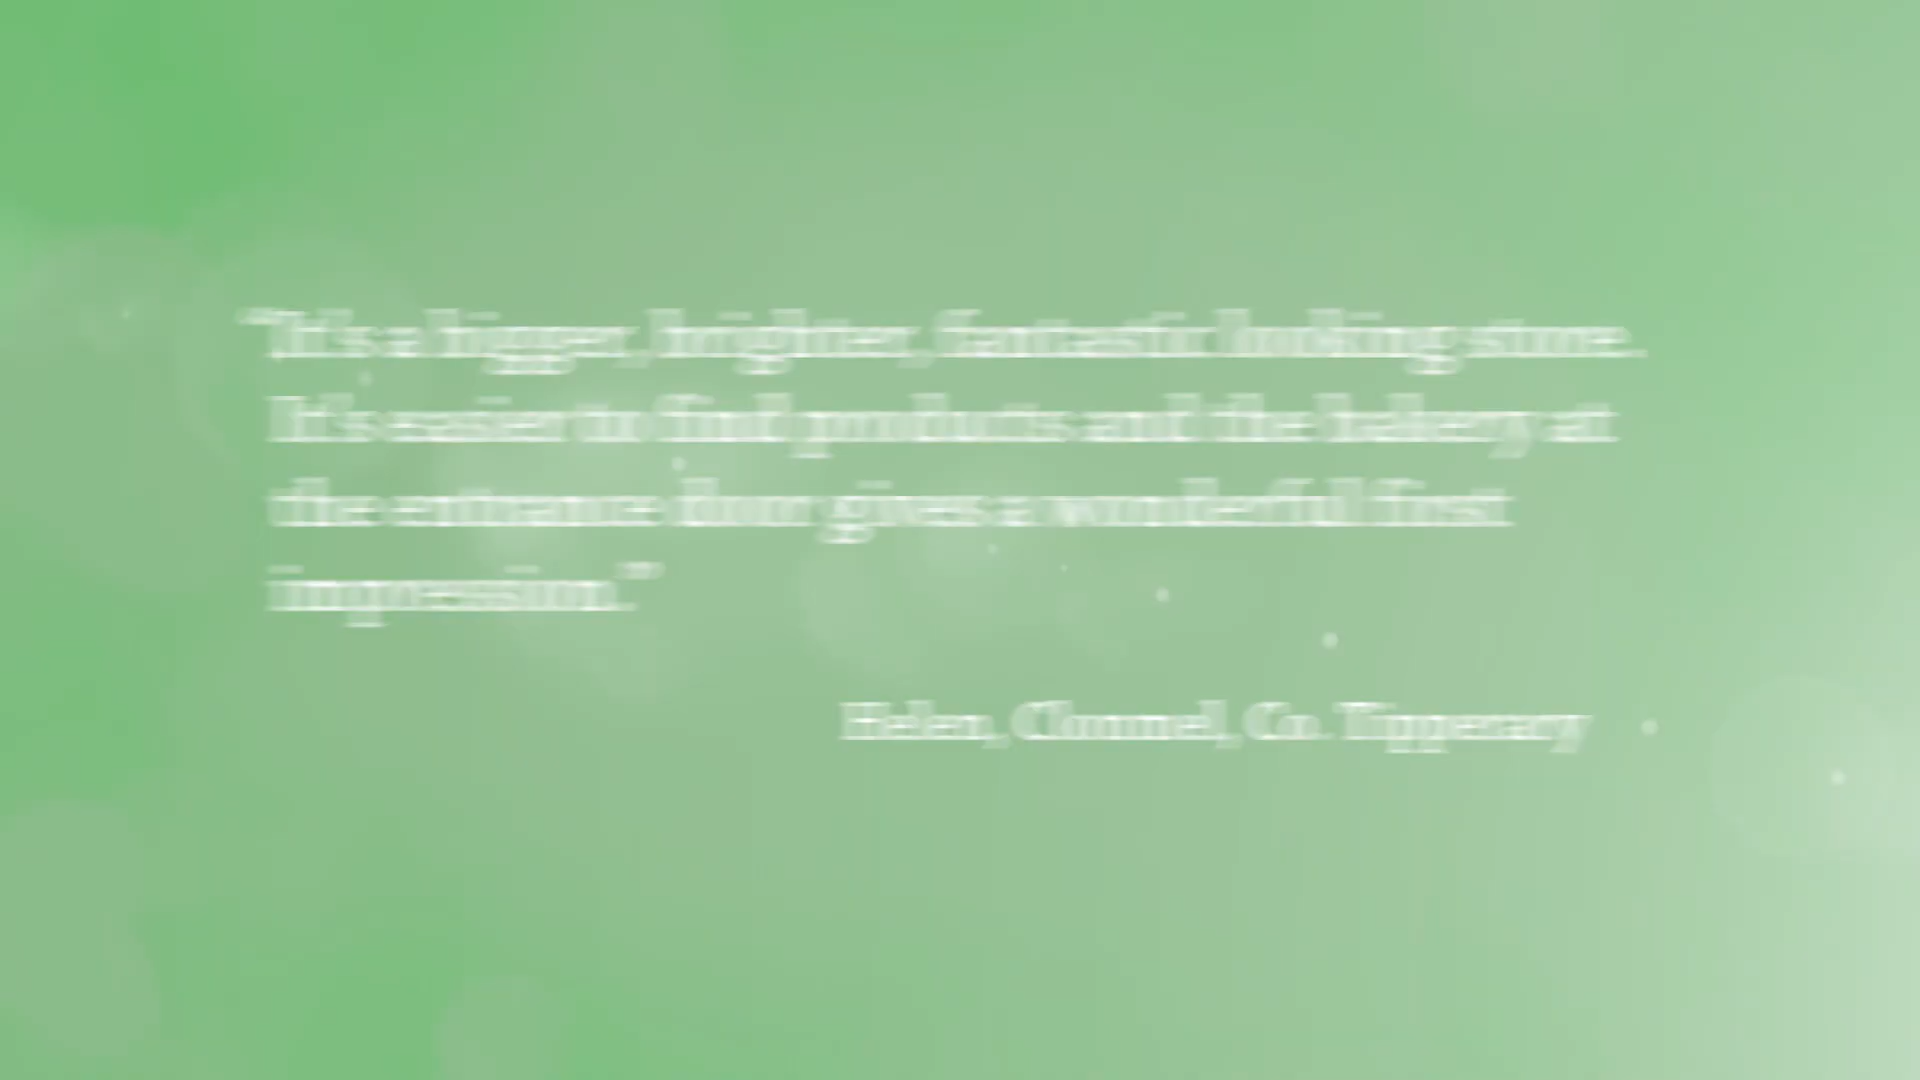 “It's a bigger, brighter, fantastic looking store.
It's easier to find products and the bakery at
the entrance door gives a wonderful first
impression.”
Helen, Clonmel, Co. Tipperary